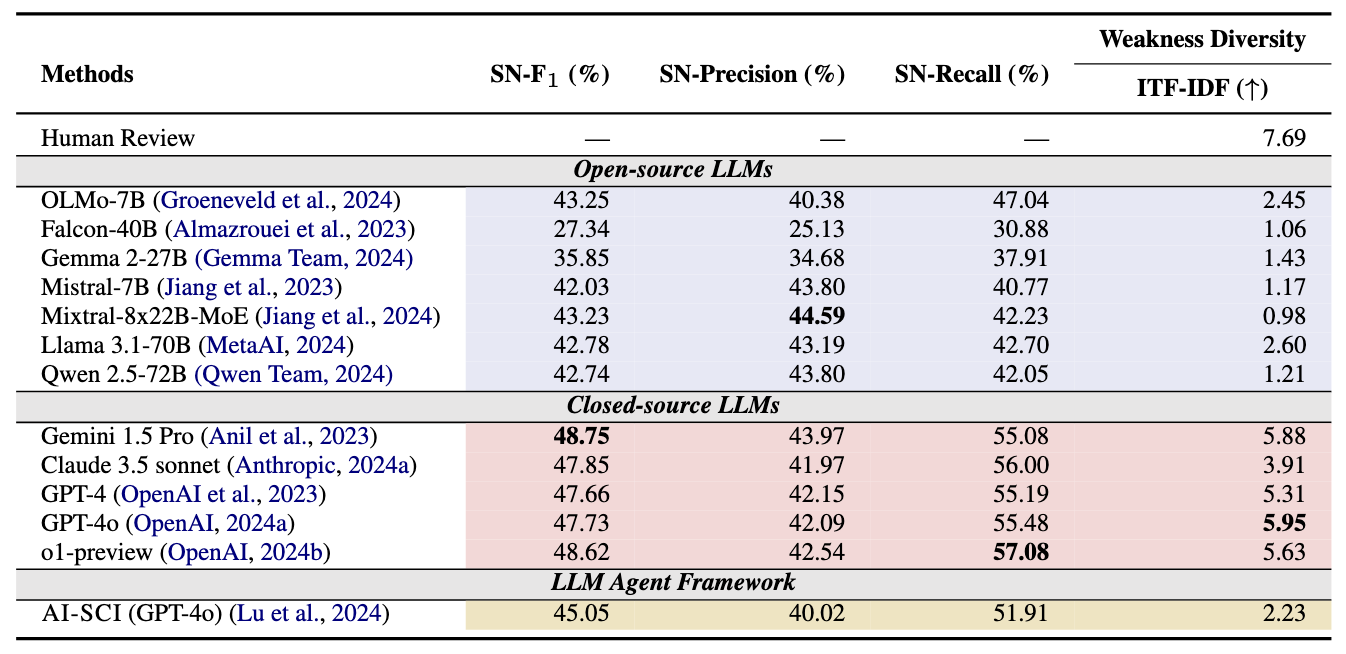 Methods SN-F1 (%) SN-Precision (%) SN-Recall (%) Weakness Diversity
ITF-IDF (↑)
Human Review — — — 7.69
Open-source LLMs
OLMo-7B (Groeneveld et al., 2024) 43.25 40.38 47.04 2.45
Falcon-40B (Almazrouei et al., 2023) 27.34 25.13 30.88 1.06
Gemma 2-27B (Gemma Team, 2024) 35.85 34.68 37.91 1.43
Mistral-7B (Jiang et al., 2023) 42.03 43.80 40.77 1.17
Mixtral-8x22B-MoE (Jiang et al., 2024) 43.23 44.59 42.23 0.98
Llama 3.1-70B (MetaAI, 2024) 42.78 43.19 42.70 2.60
Qwen 2.5-72B (Qwen Team, 2024) 42.74 43.80 42.05 1.21
Closed-source LLMs
Gemini 1.5 Pro (Anil et al., 2023) 48.75 43.97 55.08 5.88
Claude 3.5 sonnet (Anthropic, 2024a) 47.85 41.97 56.00 3.91
GPT-4 (OpenAI et al., 2023) 47.66 42.15 55.19 5.31
GPT-4o (OpenAI, 2024a) 47.73 42.09 55.48 5.95
o1-preview (OpenAI, 2024b) 48.62 42.54 57.08 5.63
LLM Agent Framework
AI-SCI (GPT-4o) (Lu et al., 2024) 45.05 40.02 51.91 2.23